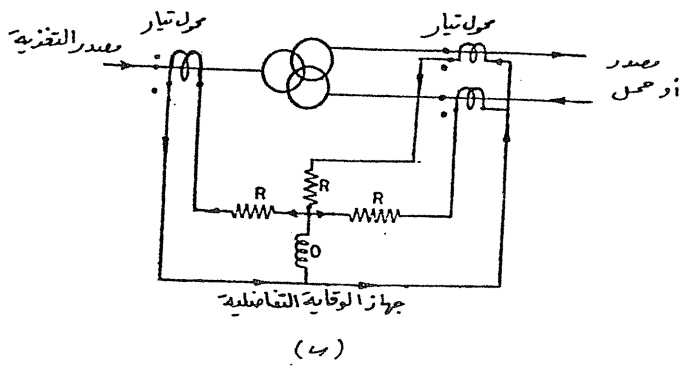 محول تيار
محول تيار
مصدر التغذية
مصدر
أو حمل
R
R
R
O
جهاز الوقاية التفاضلية
(ب)